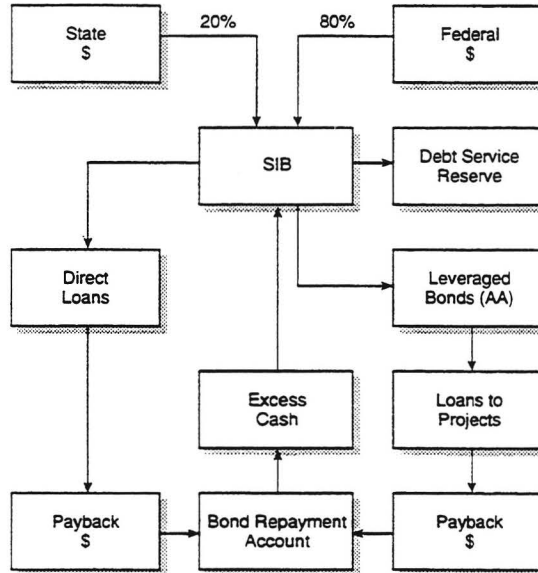 State
$
20%
80%
Federal
$
SIB
Debt Service
Reserve
Direct
Loans
Leveraged
Bonds (AA)
Excess
Cash
Loans to
Projects
Payback
$
Bond Repayment
Account
Payback
$